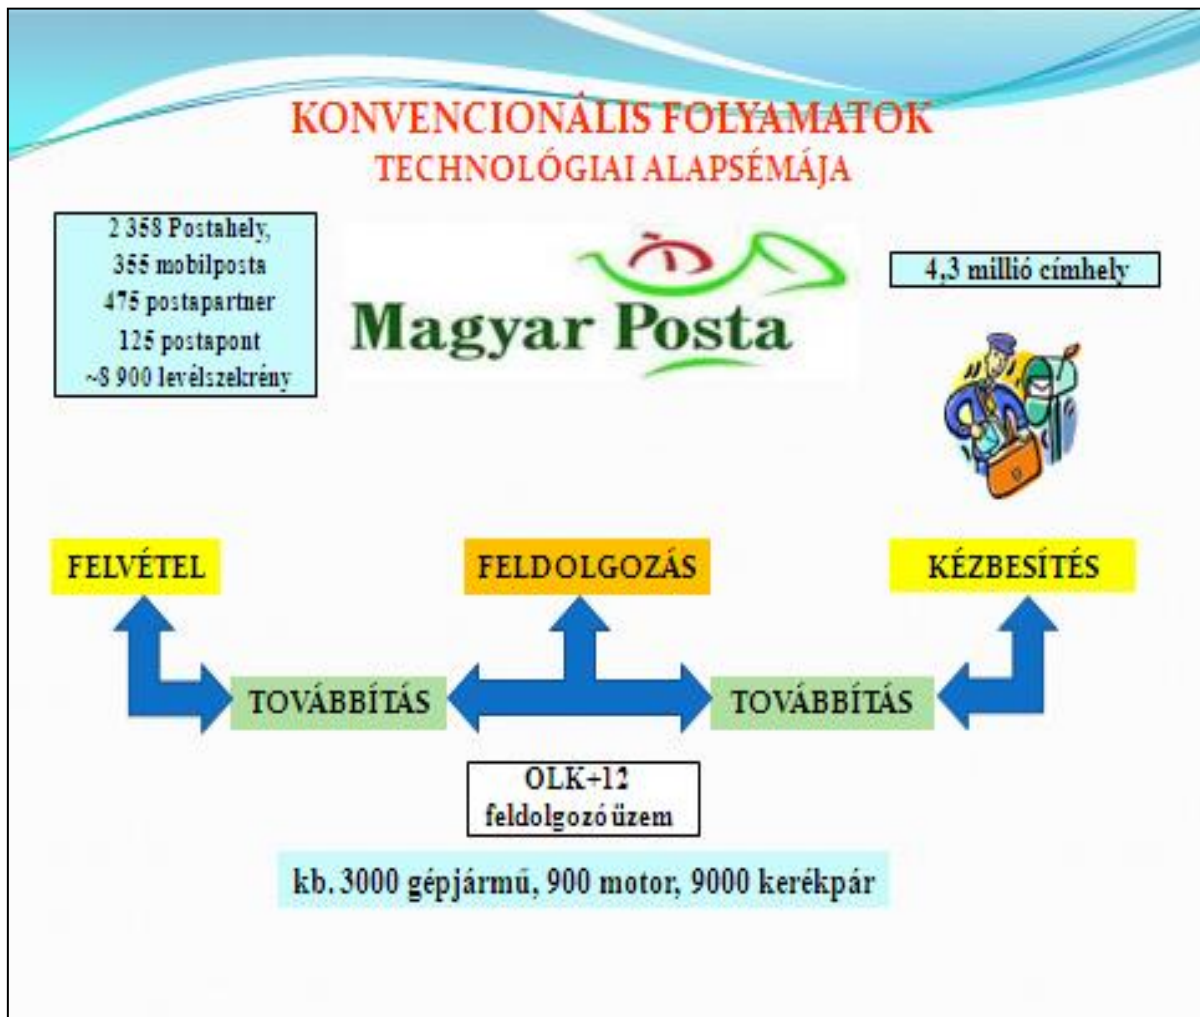 KONVENCIONÁLIS FOLYAMATOK
TECHNOLÓGIAI ALAPSÉMÁJA
2 358 Postahely,
355 mobilposta
475 postapartner
125 postapont
~8 900 levélszekrény
Magyar Posta
4,3 millió címhely
FELVÉTEL
FELDOLGOZÁS
KÉZBESÍTÉS
TOVÁBBÍTÁS
TOVÁBBÍTÁS
OLK+12
feldolgozó üzem
kb. 3000 gépjármű, 900 motor, 9000 kerékpár